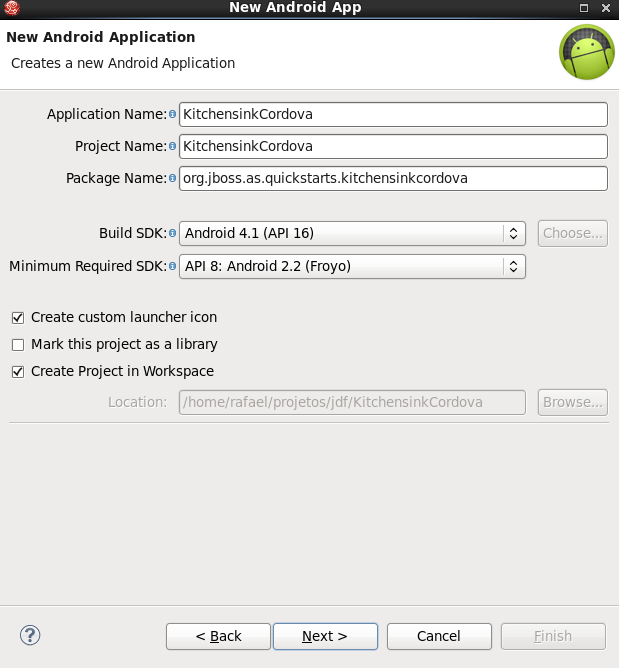 New Android App
New Android Application
Creates a new Android Application
Application Name: KitchensinkCordova
Project Name: KitchensinkCordova
Package Name: org.jboss.as.quickstarts.kitchensinkcordova
Build SDK: Android 4.1 (API 16) Choose...
Minimum Required SDK: API 8: Android 2.2 (Froyo)
Create custom launcher icon
Mark this project as a library
Create Project in Workspace
Location: /home/rafael/projetos/jdf/KitchensinkCordova Browse...
? < Back Next > Cancel Finish